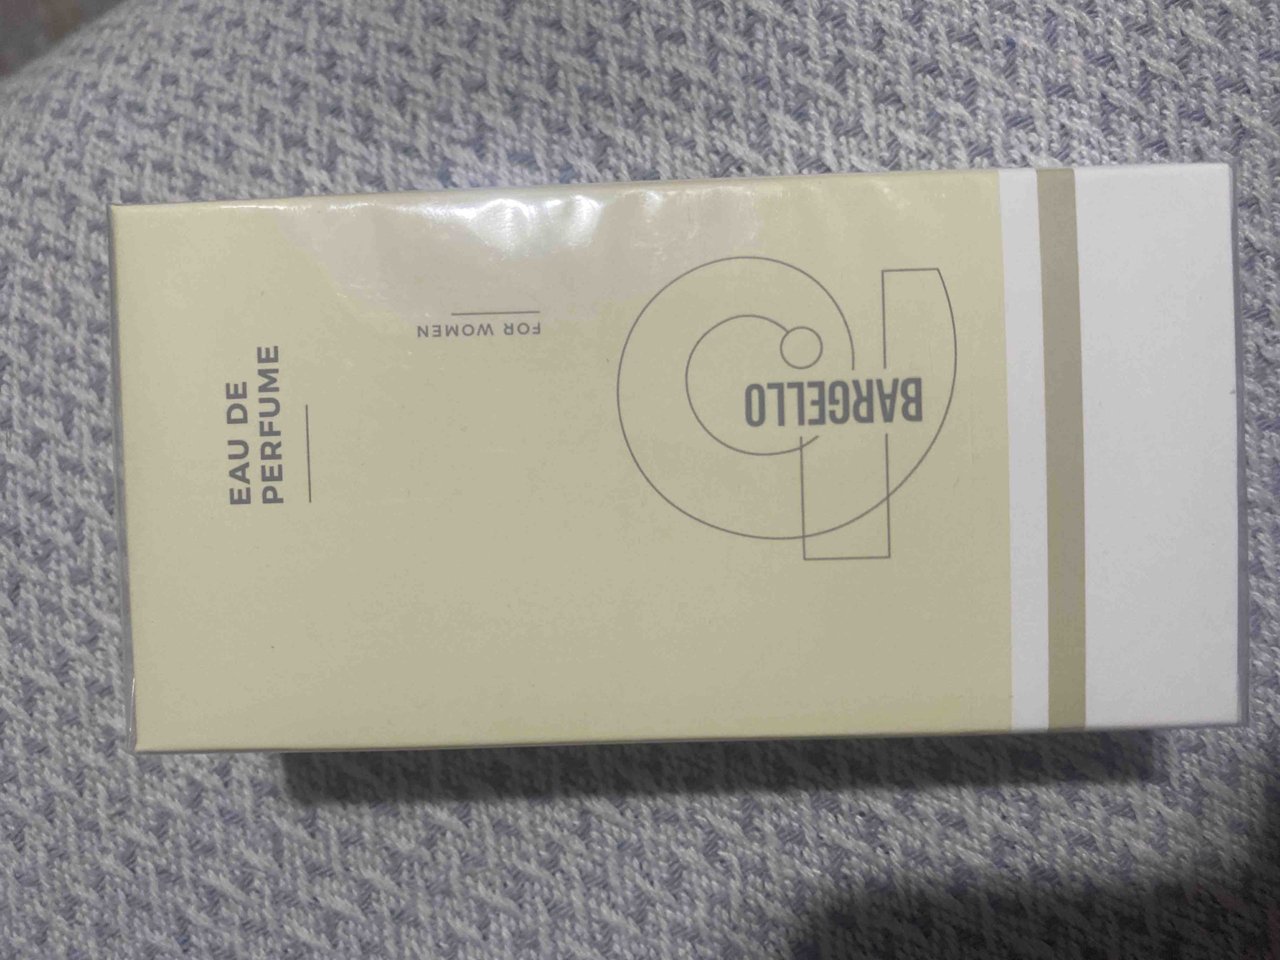 BARGELLO
FOR WOMEN
EAU DE
PERFUME